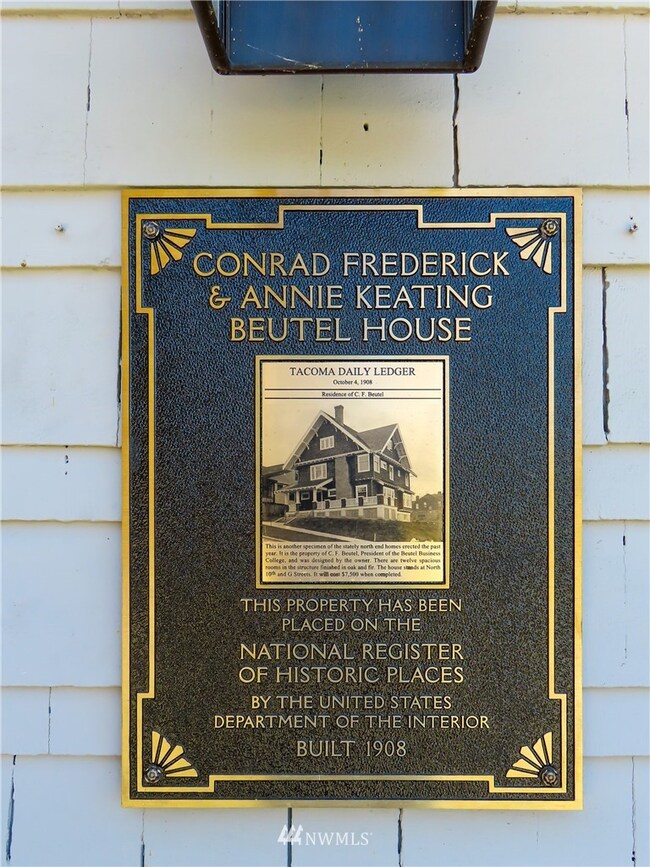 CONRAD FREDERICK
& ANNIE KEATING
BEUTEL HOUSE
TACOMA DAILY LEDGER
October 4, 1908
Residence of C. F. Beutel
This is another specimen of the stately north end homes erected the past
year. It is the property of C. F. Beutel, President of the Beutel Business
College, and was designed by the owner. There are twelve spacious
rooms in the structure finished in oak and fir. The house stands at North
10th and G Streets. It will cost $7,500 when completed.
THIS PROPERTY HAS BEEN
PLACED ON THE
NATIONAL REGISTER
OF HISTORIC PLACES
BY THE UNITED STATES
DEPARTMENT OF THE INTERIOR
BUILT 1908
NWMLS